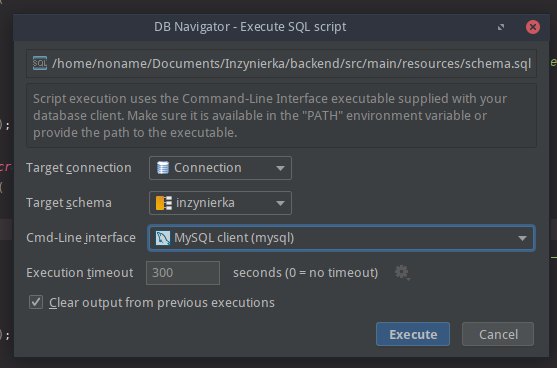 DB Navigator - Execute SQL script
SQL /home/noname/Documents/Inzynierka/backend/src/main/resources/schema.sql
Script execution uses the Command-Line Interface executable supplied with your
database client. Make sure it is available in the "PATH" environment variable or
provide the path to the executable.
Target connection Connection
Target schema inzynierka
Cmd-Line interface MySQL client (mysql)
Execution timeout 300 seconds (0 = no timeout)
Clear output from previous executions
Execute Cancel
);
cr
(
);
e